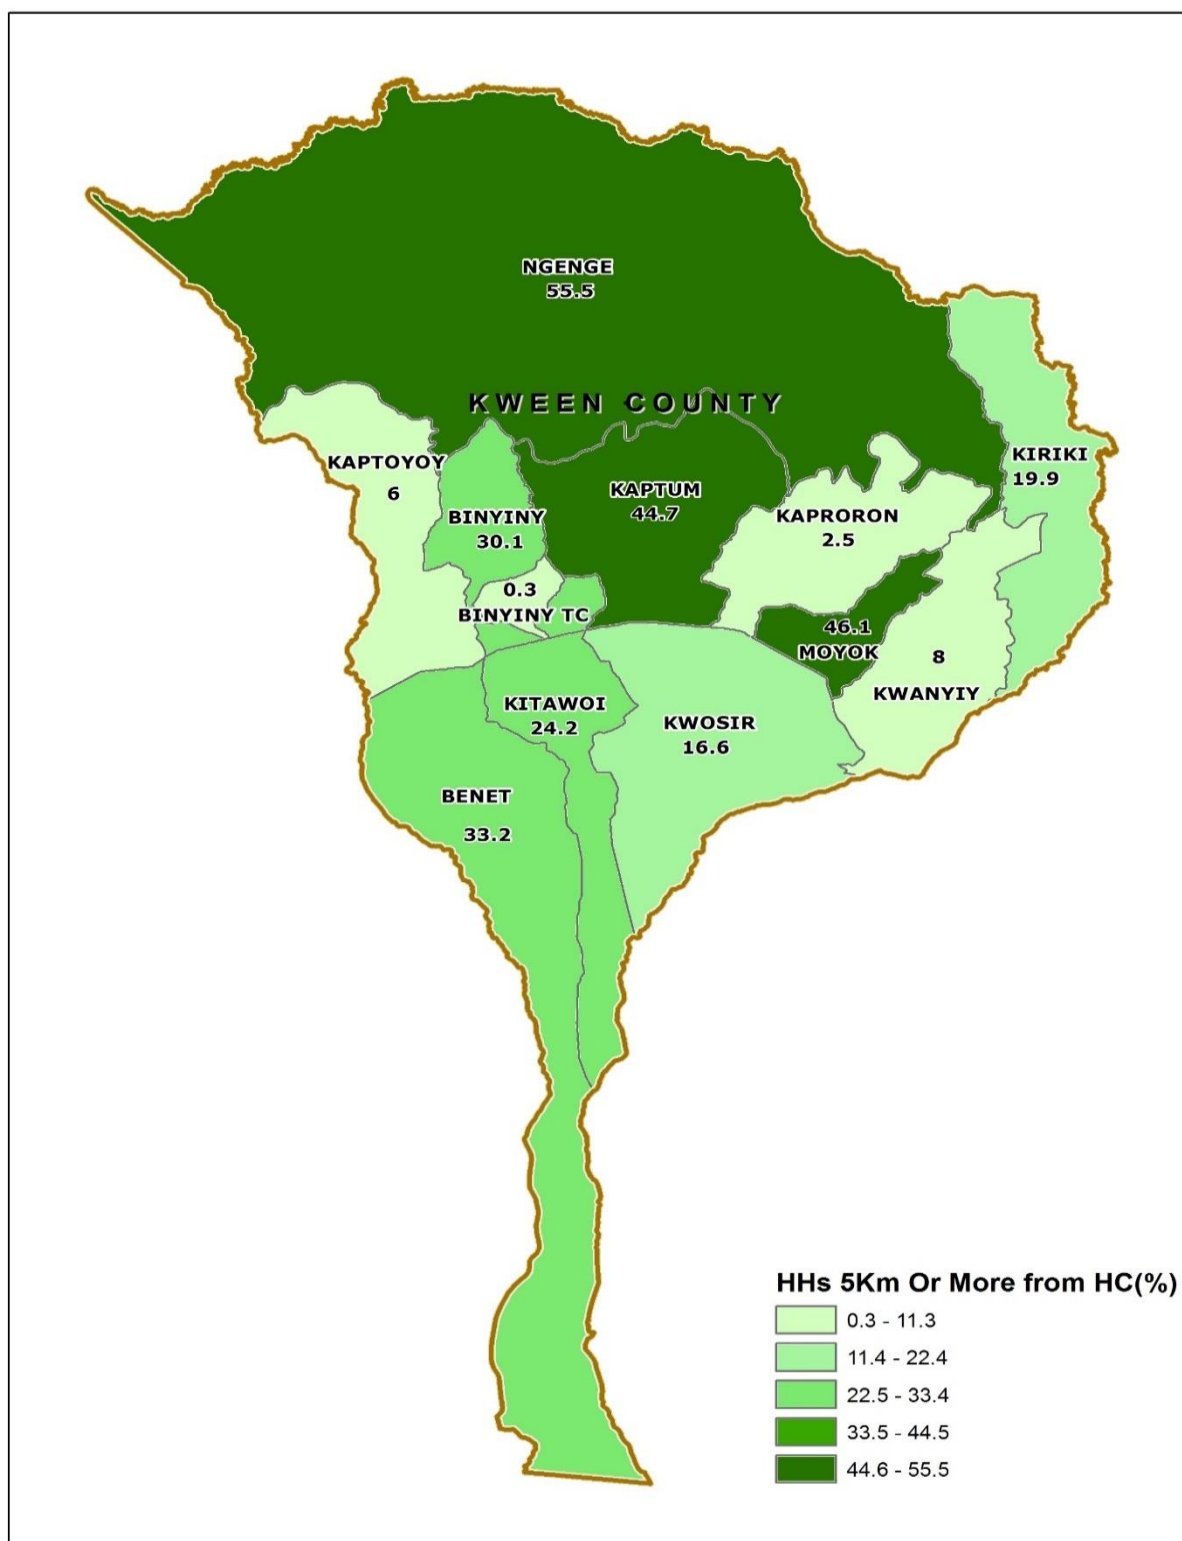 NGENGE
55.5
KWEEN COUNTY
KAPTOYOY
6
BINYINY
30.1
KAPTUM
44.7
KAPRORON
2.5
KIRIKI
19.9
0.3
BINYINY TC
46.1
MOYOK
8
KWANYIY
KITAWOI
24.2
KWOSIR
16.6
BENET
33.2
HHs 5Km Or More from HC(%)
0.3 - 11.3
11.4 - 22.4
22.5 - 33.4
33.5 - 44.5
44.6 - 55.5